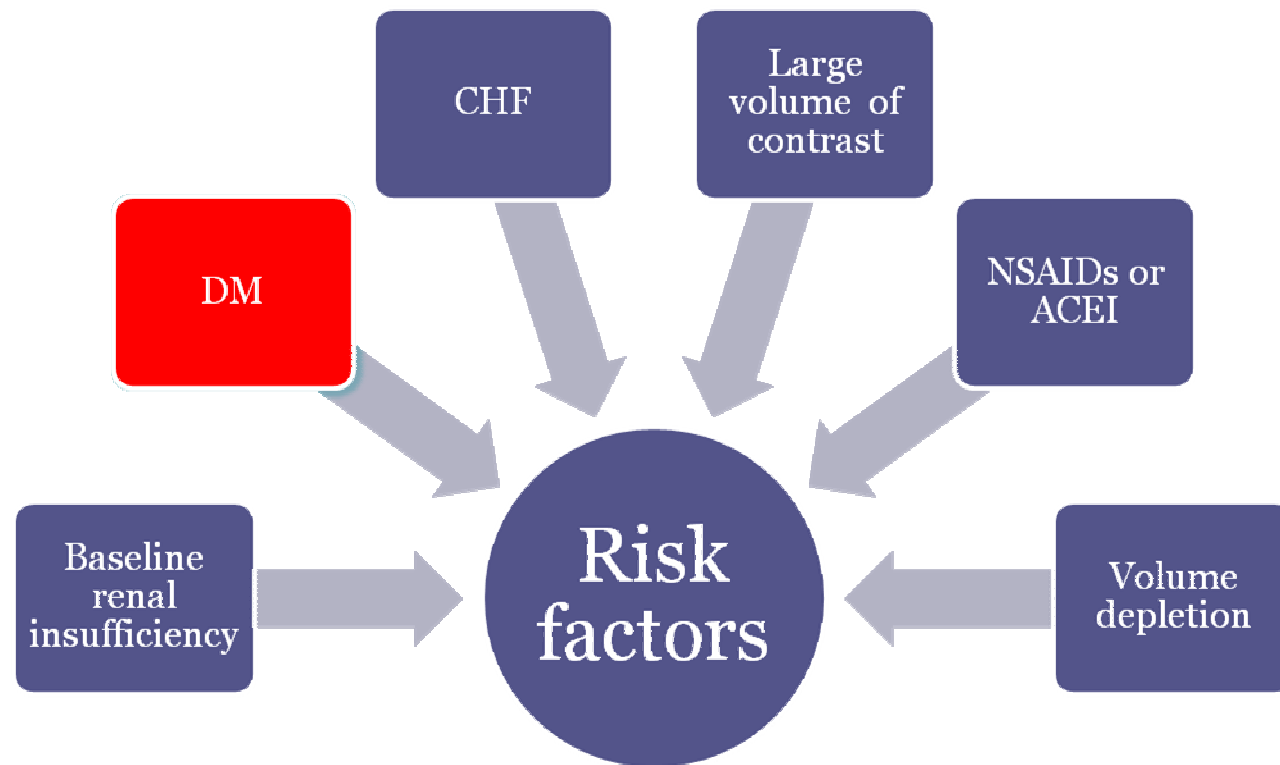 CHF
Large
volume of
contrast
DM
NSAIDs or
ACEI
Baseline
renal
insufficiency
Risk
factors
Volume
depletion